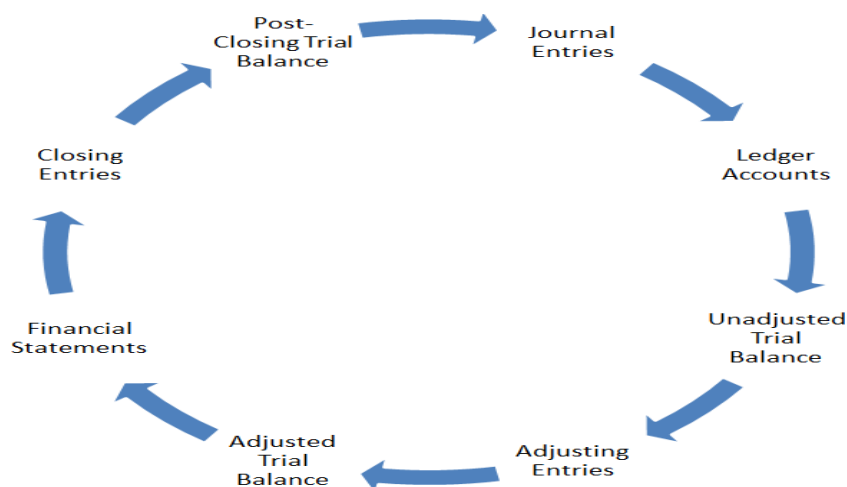 Post-
Closing Trial
Balance
Journal
Entries
Ledger
Accounts
Unadjusted
Trial
Balance
Adjusting
Entries
Adjusted
Trial
Balance
Financial
Statements
Closing
Entries